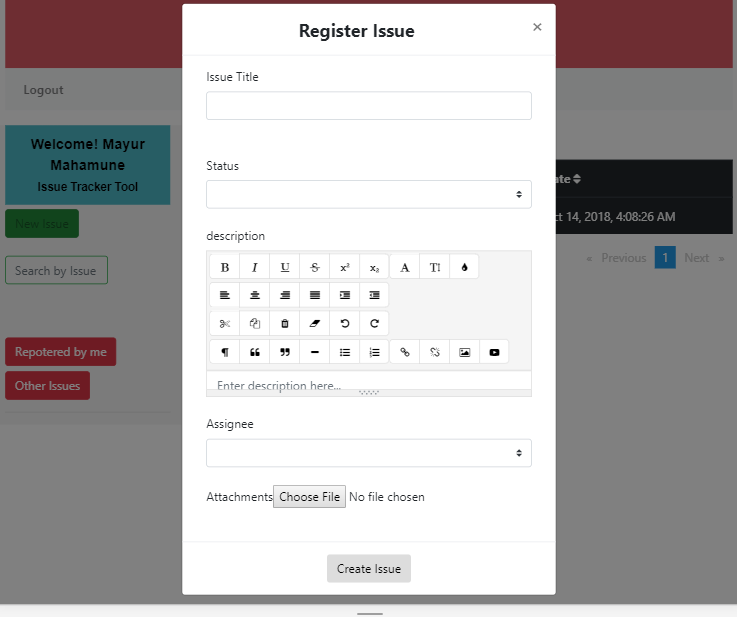 Register Issue
×
Issue Title
Logout
Welcome! Mayur
Mahamune
Issue Tracker Tool
New Issue
Search by Issue
Repotered by me
Other Issues
Status
description
B I U S x² x₂ A TI
Enter description here...
Assignee
Attachments Choose File No file chosen
Create Issue
ate
ct 14, 2018, 4:08:26 AM
« Previous 1 Next »